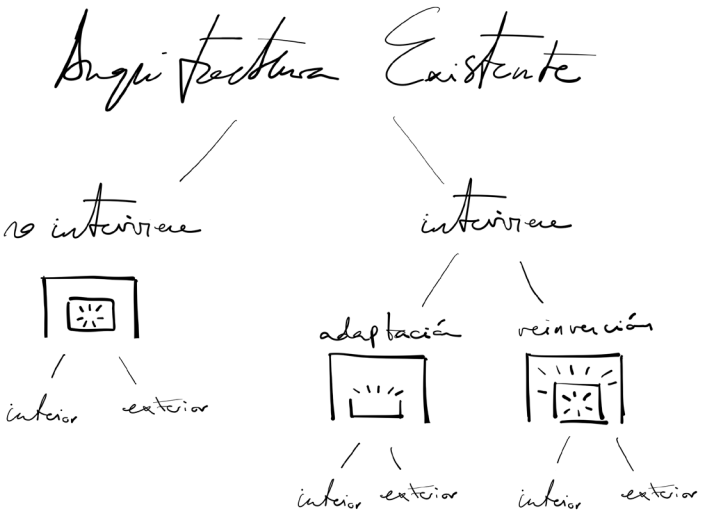 Arquitectura Existente
no interviene
interviene
adaptación
reinvención
interior
exterior
interior
exterior
interior
exterior